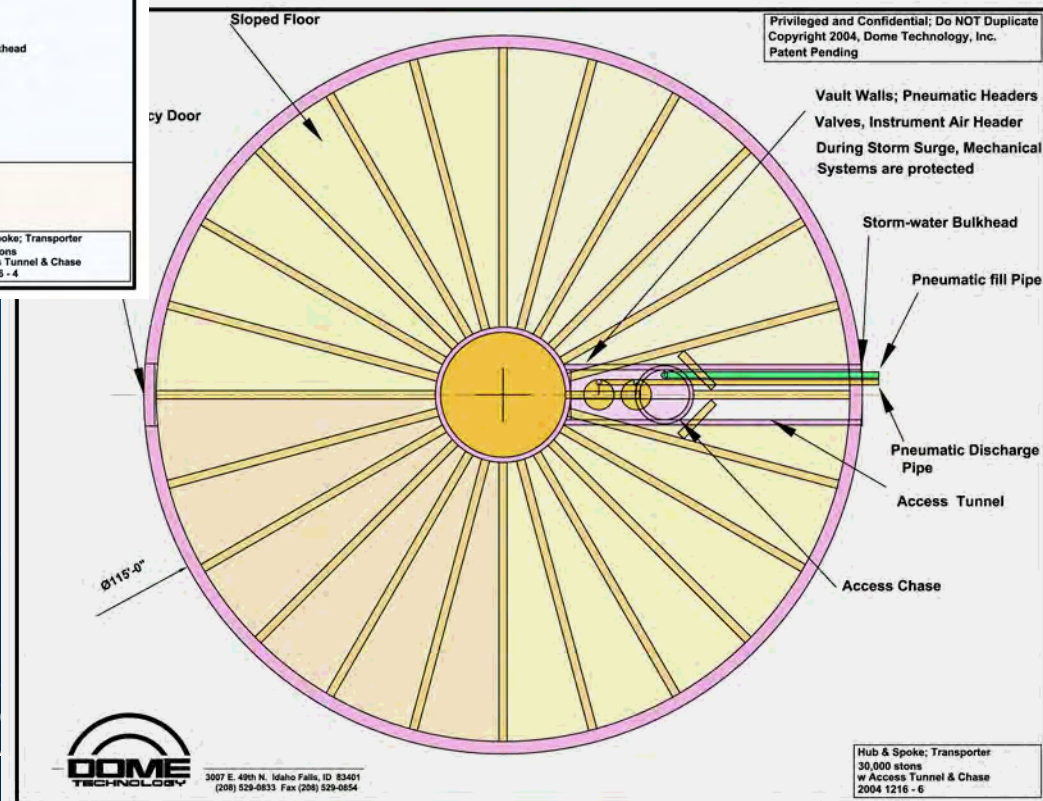 Sloped Floor
Privileged and Confidential; Do NOT Duplicate
Copyright 2004, Dome Technology, Inc.
Patent Pending
Vault Walls; Pneumatic Headers
Valves, Instrument Air Header
During Storm Surge, Mechanical
Systems are protected
Door
Storm-water Bulkhead
Pneumatic fill Pipe
Pneumatic Discharge
Pipe
Access Tunnel
Access Chase
Ø115'-0"
; Transporter
Tunnel & Chase
- 4
DOME
TECHNOLOGY
3007 E. 49th N. Idaho Falls, ID 83401
(208) 529-0833 Fax (208) 529-0854
Hub & Spoke; Transporter
30,000 stons
w Access Tunnel & Chase
2004 1216 - 6